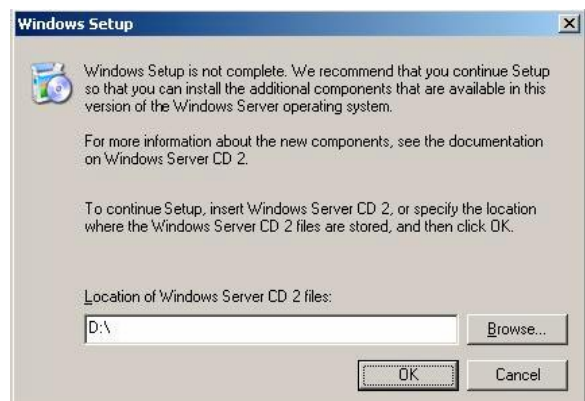 Windows Setup
Windows Setup is not complete. We recommend that you continue Setup
so that you can install the additional components that are available in this
version of the Windows Server operating system.
For more information about the new components, see the documentation
on Windows Server CD 2.
To continue Setup, insert Windows Server CD 2, or specify the location
where the Windows Server CD 2 files are stored, and then click OK.
Location of Windows Server CD 2 files:
D:\
Browse...
OK
Cancel